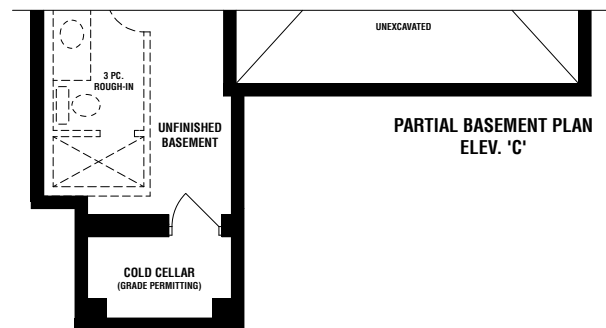 UNEXCAVATED
3 PC.
ROUGH-IN
UNFINISHED
BASEMENT
PARTIAL BASEMENT PLAN
ELEV. 'C'
COLD CELLAR
(GRADE PERMITTING)